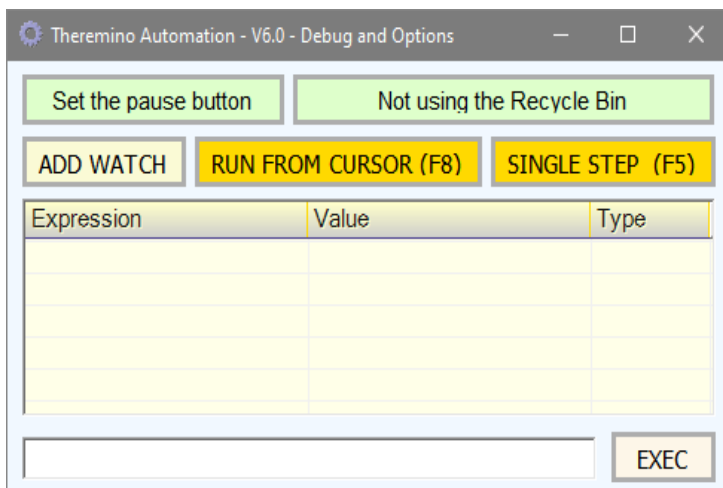 Theremino Automation - V6.0 - Debug and Options
Set the pause button Not using the Recycle Bin
ADD WATCH RUN FROM CURSOR (F8) SINGLE STEP (F5)
Expression Value Type
EXEC